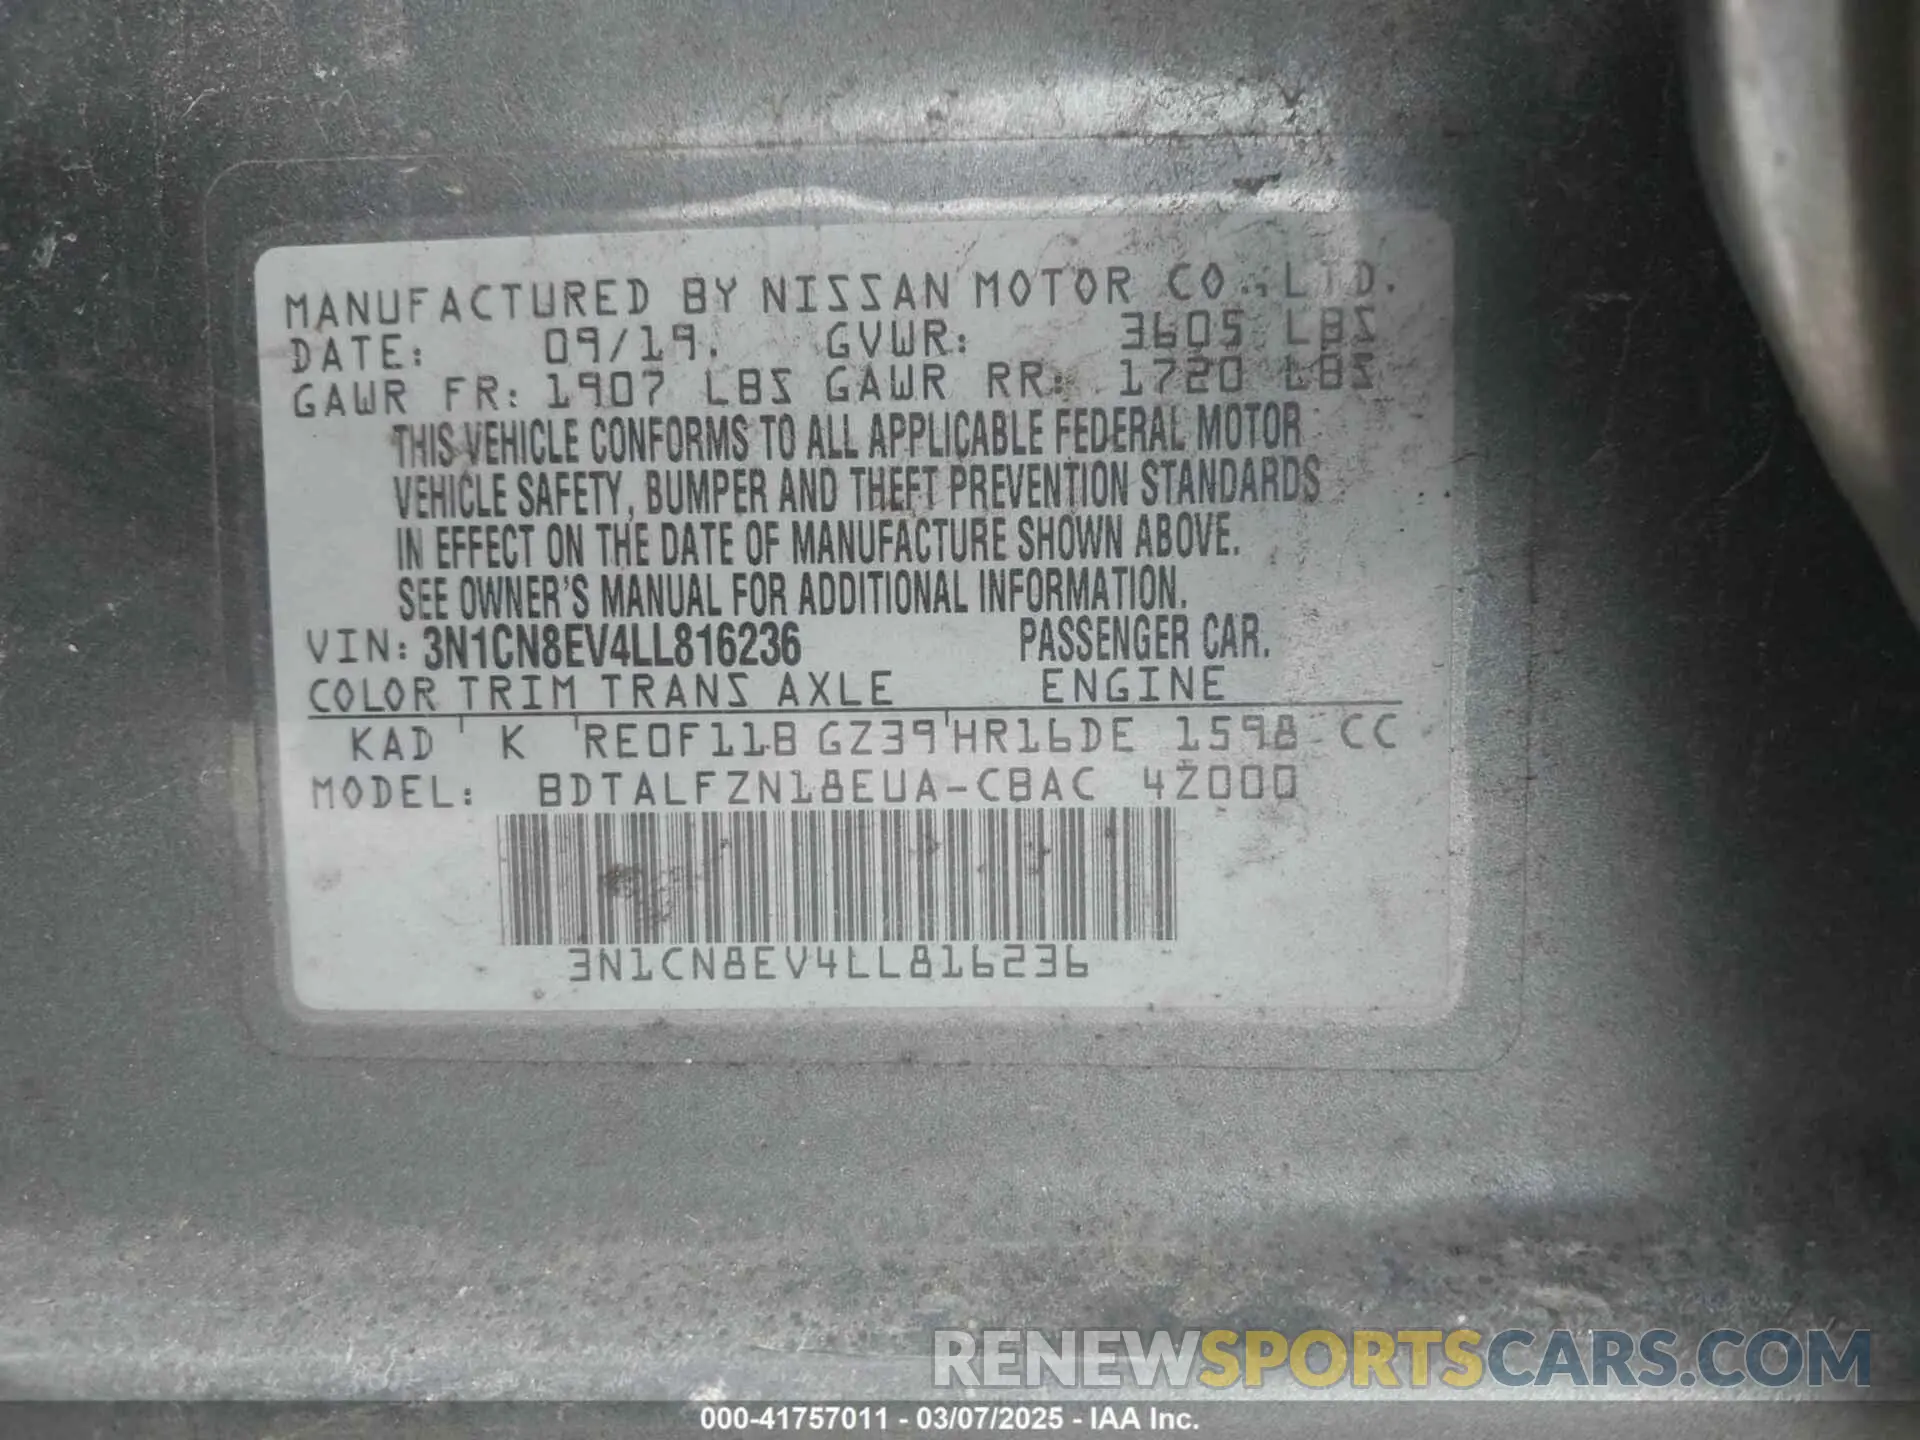 MANUFACTURED BY NISSAN MOTOR CO., LTD.
DATE: 09/19. GVWR: 3605 LBS
GAWR FR: 1907 LBS GAWR RR: 1720 LBS
THIS VEHICLE CONFORMS TO ALL APPLICABLE FEDERAL MOTOR
VEHICLE SAFETY, BUMPER AND THEFT PREVENTION STANDARDS
IN EFFECT ON THE DATE OF MANUFACTURE SHOWN ABOVE.
SEE OWNER'S MANUAL FOR ADDITIONAL INFORMATION.
VIN: 3N1CN8EV4LL816236 PASSENGER CAR.
COLOR TRIM TRANS AXLE ENGINE
KAD K RE0F11B GZ39 HR16DE 1598 CC
MODEL: BDTALFZN18EUA-CBAC 4Z000
3N1CN8EV4LL816236
RENEWSPORTSCARS.COM
000-41757011 - 03/07/2025 - IAA Inc.